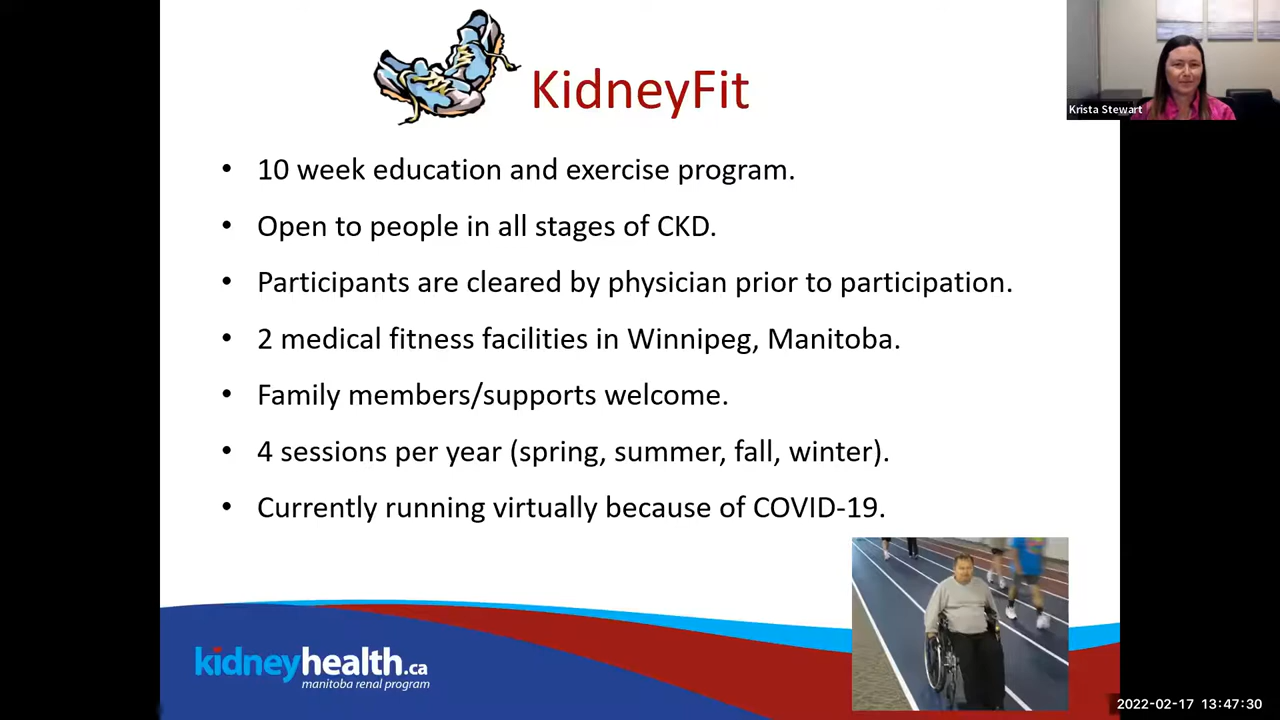 KidneyFit
Krista Stewart
• 10 week education and exercise program.
• Open to people in all stages of CKD.
• Participants are cleared by physician prior to participation.
• 2 medical fitness facilities in Winnipeg, Manitoba.
• Family members/supports welcome.
• 4 sessions per year (spring, summer, fall, winter).
• Currently running virtually because of COVID-19.
kidneyhealth.ca
manitoba renal program
2022-02-17 13:47:30